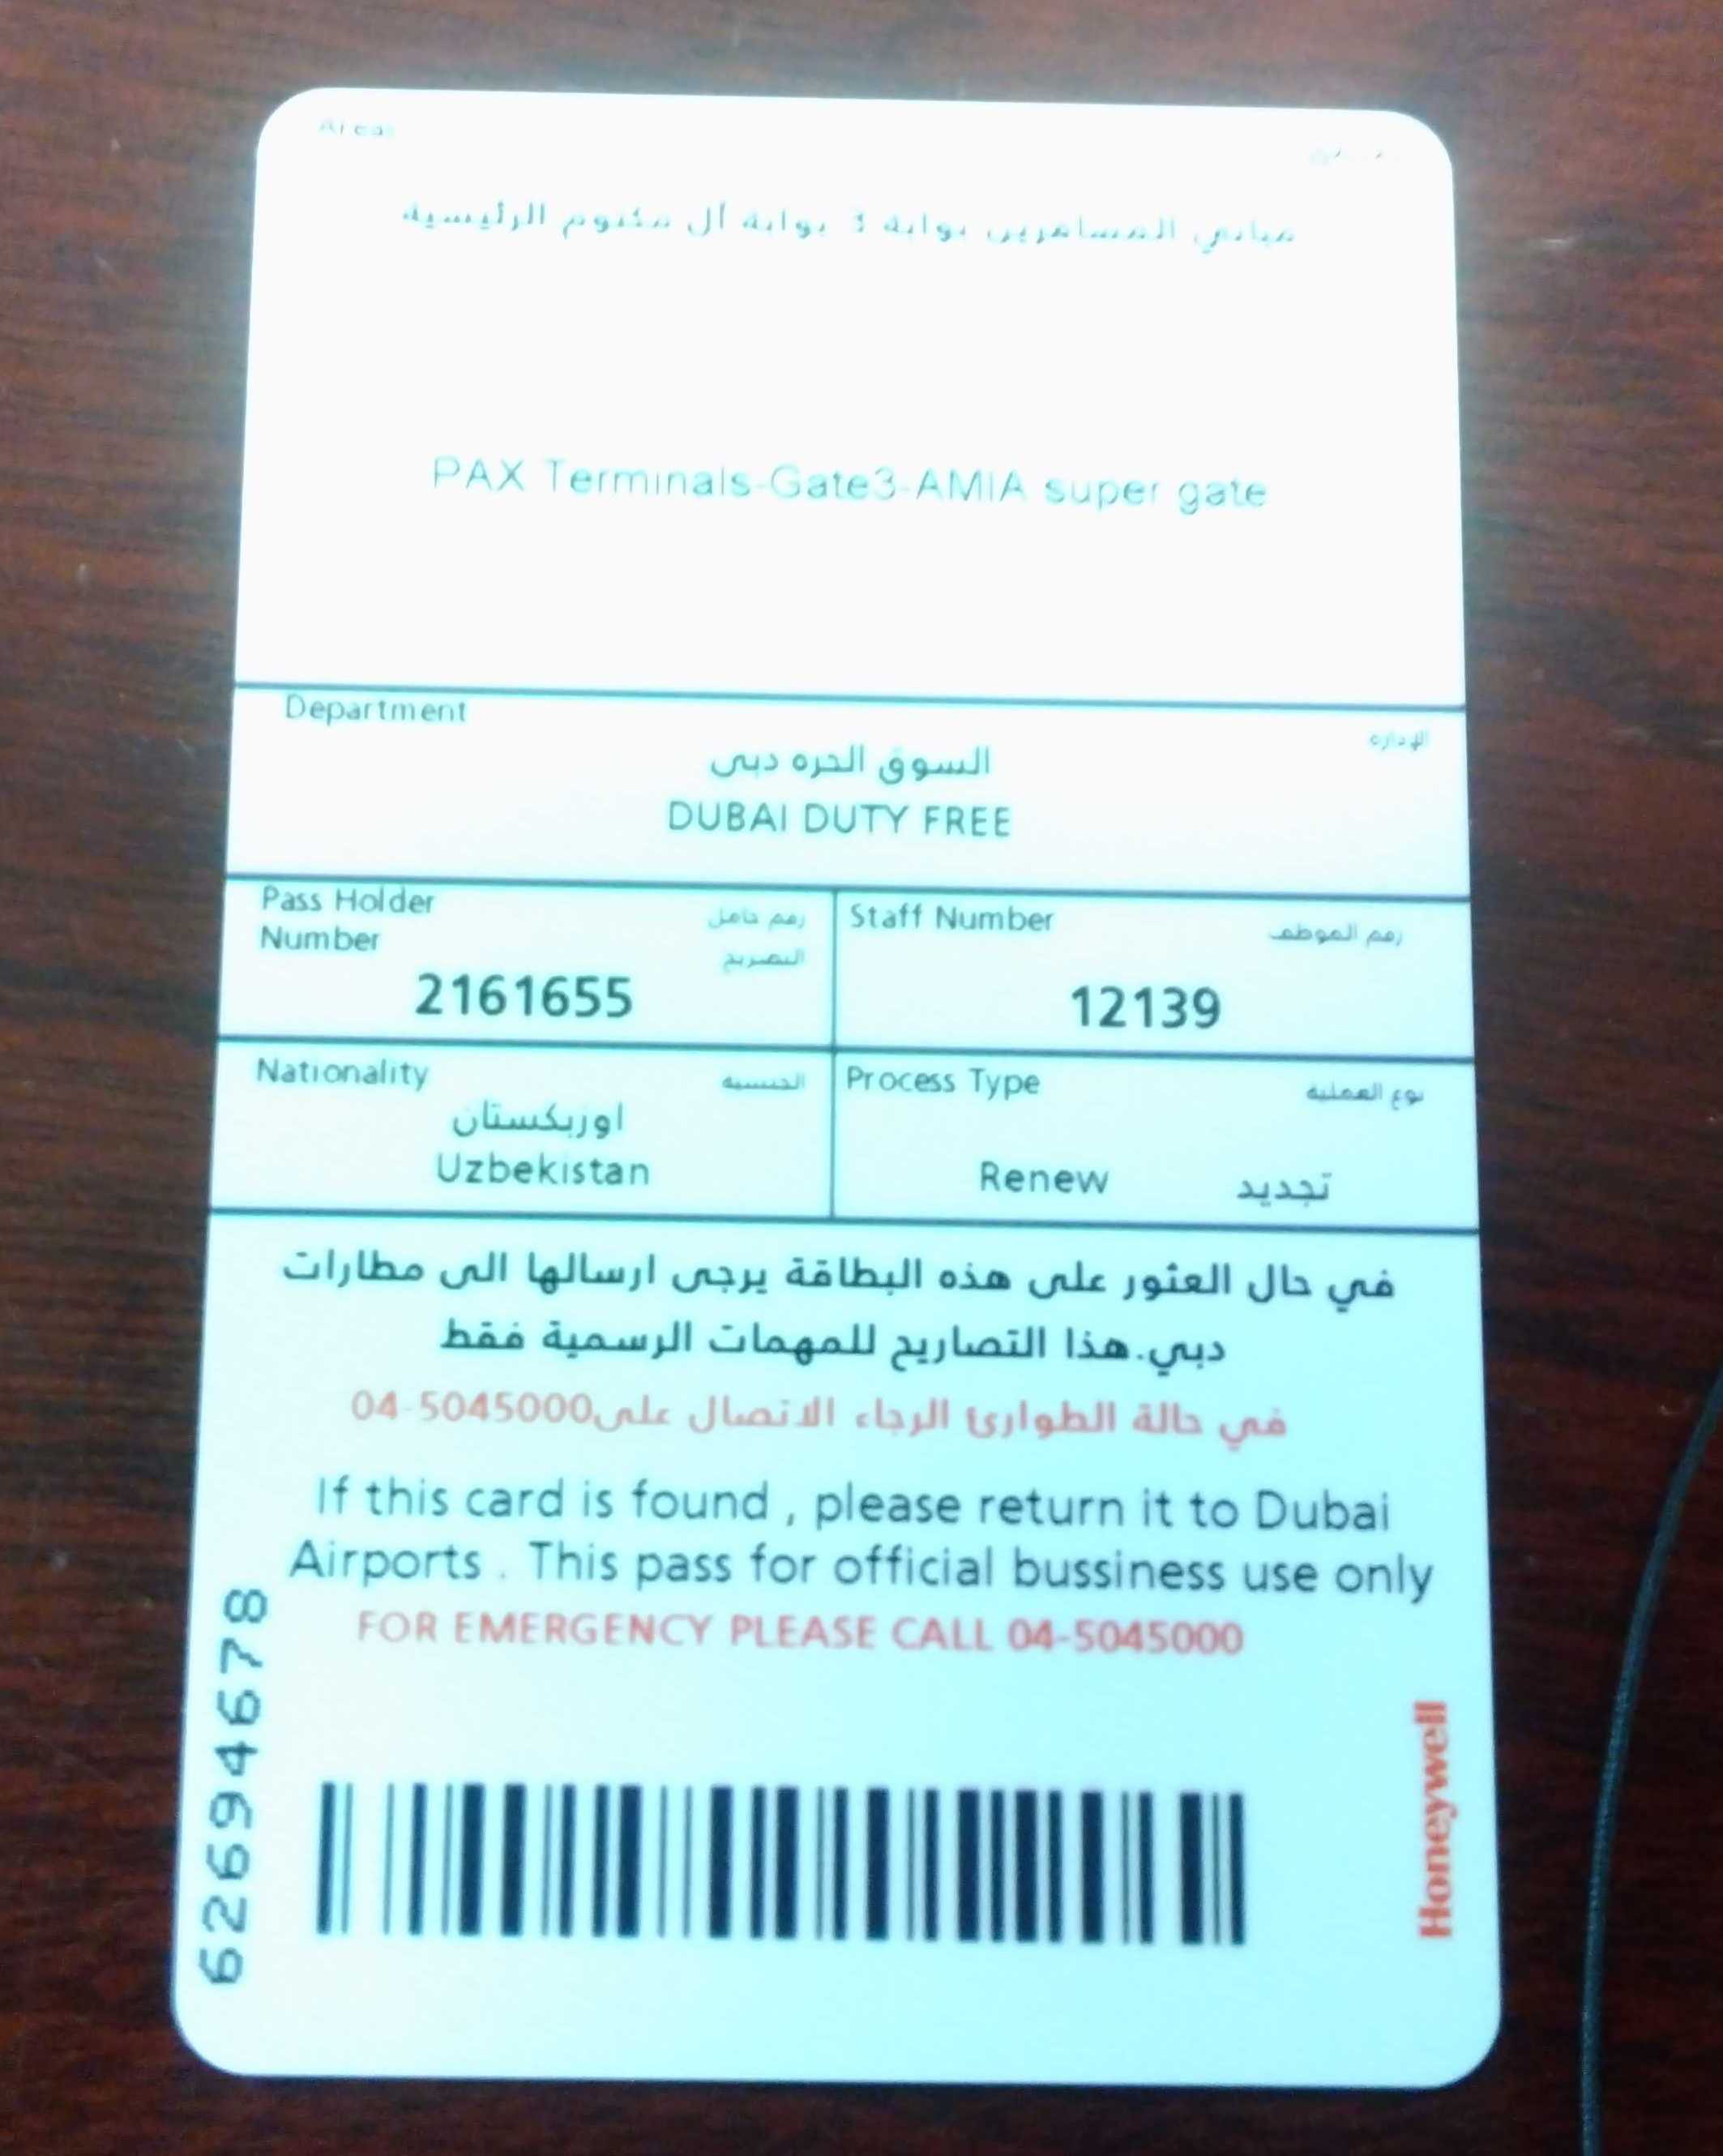 Areas
مباني المسافرين بوابة 3 بوابة آل مكتوم الرئيسية
PAX Terminals-Gate3-AMIA super gate
Department
الإدارة
السوق الحره دبى
DUBAI DUTY FREE
Pass Holder
Number
رقم حامل
التصريح
2161655
Staff Number
رقم الموظف
12139
Nationality
الجنسية
اوزبكستان
Uzbekistan
Process Type
نوع العملية
Renew تجديد
في حال العثور على هذه البطاقة يرجى ارسالها الى مطارات
دبي.هذا التصاريح للمهمات الرسمية فقط
في حالة الطوارئ الرجاء الاتصال على04-5045000
If this card is found , please return it to Dubai
Airports . This pass for official bussiness use only
FOR EMERGENCY PLEASE CALL 04-5045000
62694678
Honeywell